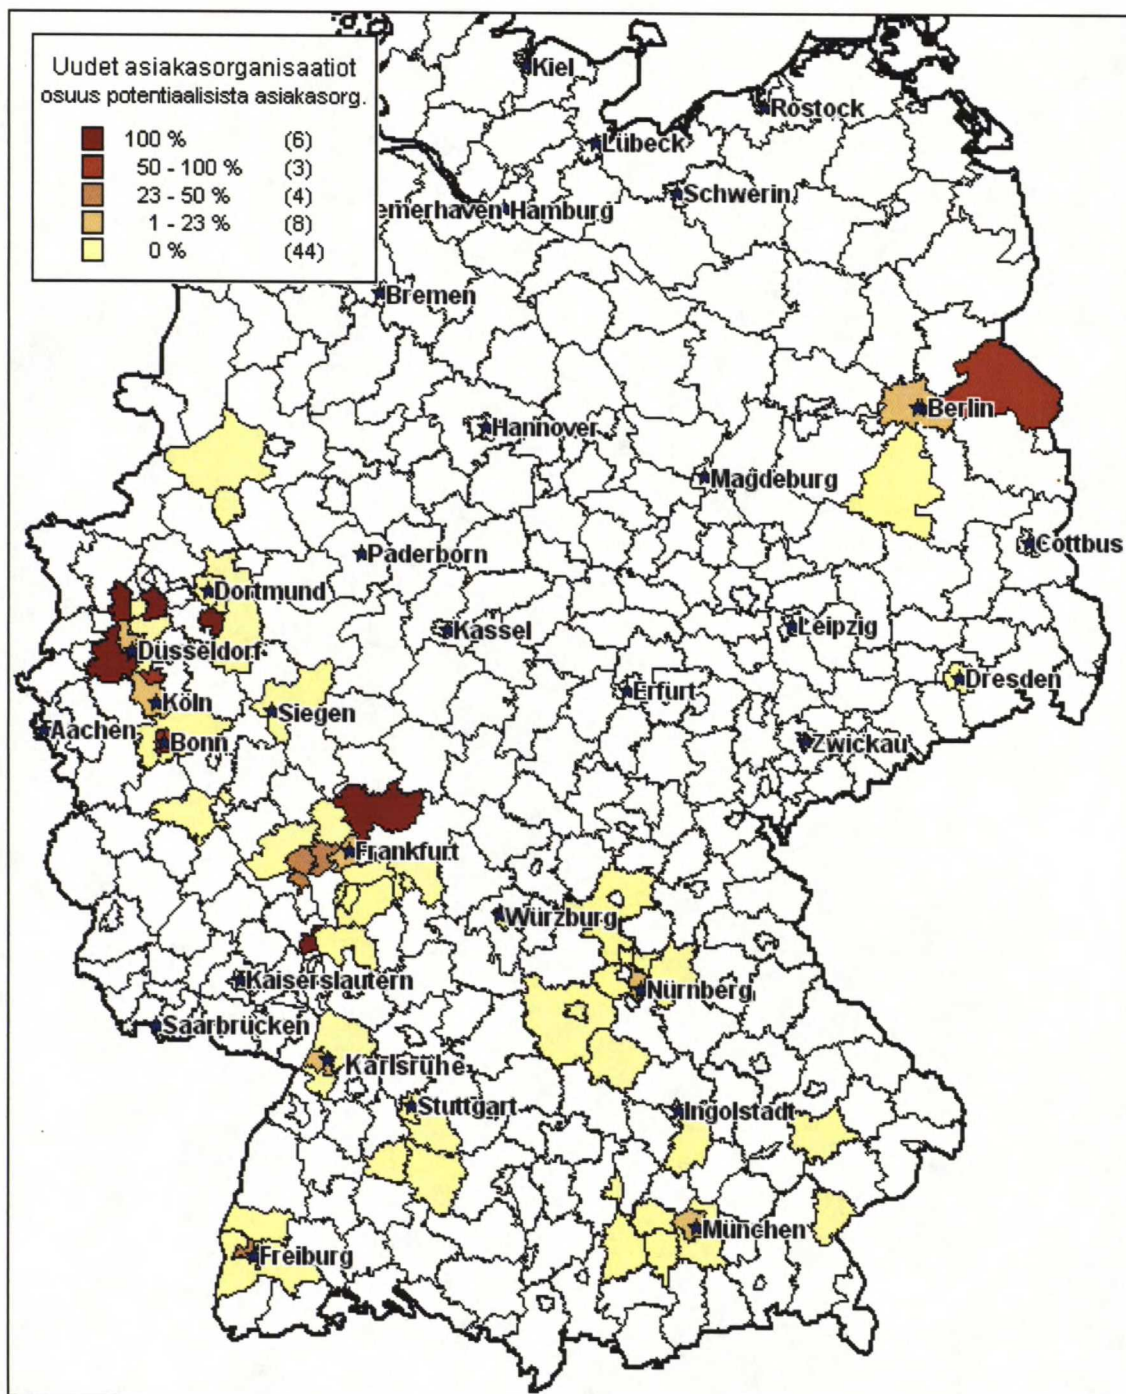 Uudet asiakasorganisaatiot
osuus potentiaalisista asiakasorg.
100 % (6)
50 - 100 % (3)
23 - 50 % (4)
1 - 23 % (8)
0 % (44)
Kiel
Rostock
Lübeck
Schwerin
emerhaven
Hamburg
Bremen
Berlin
Hannover
Magdeburg
Cottbus
Paderborn
Dortmund
Kassel
Leipzig
Düsseldorf
Dresden
Erfurt
Köln
Siegen
Aachen
Bonn
Zwickau
Frankfurt
Würzburg
Kaiserslautern
Nürnberg
Saarbrücken
Karlsruhe
Stuttgart
Ingolstadt
München
Freiburg